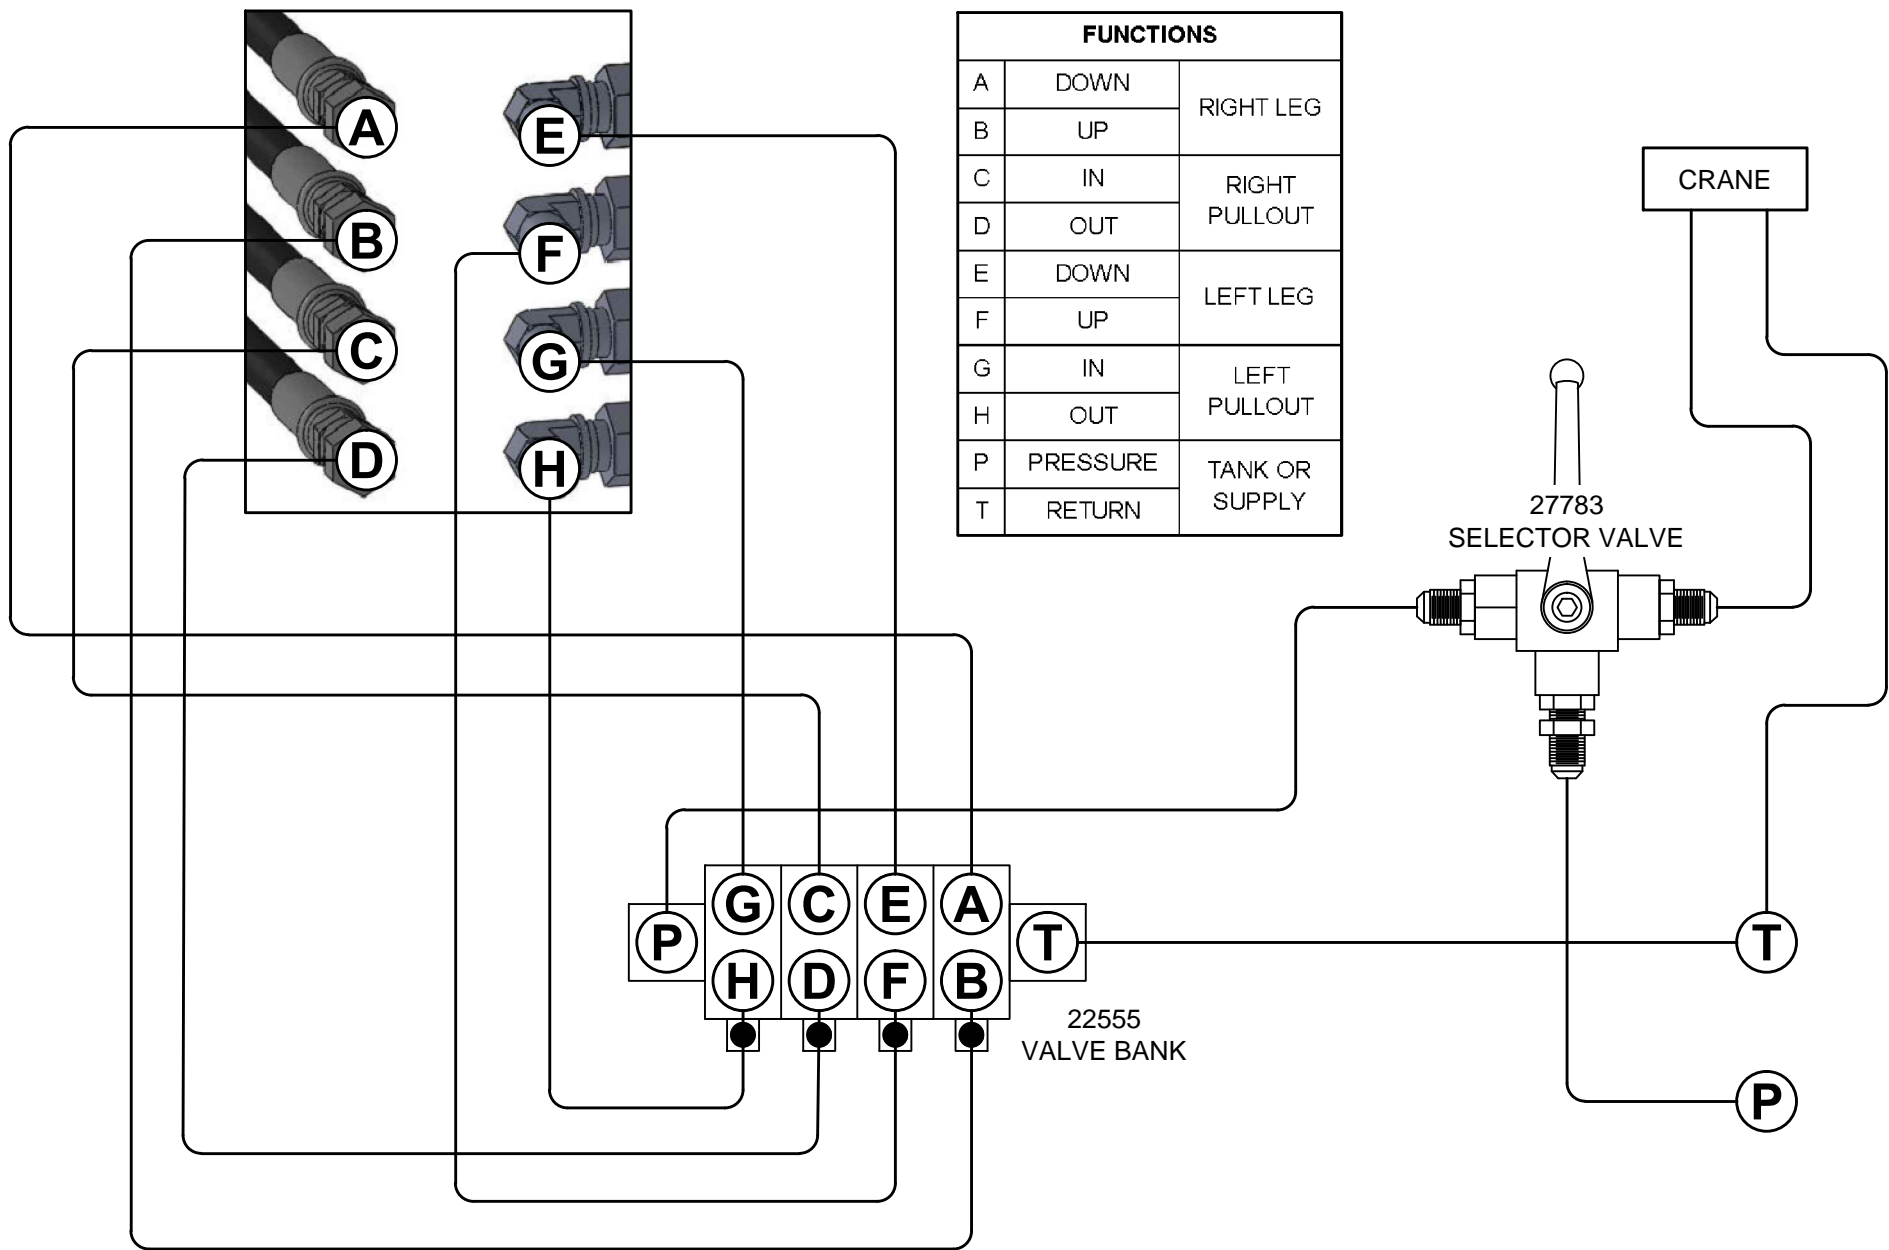 A
B
C
D
E
F
G
H
FUNCTIONS
A DOWN RIGHT LEG
B UP
C IN RIGHT PULLOUT
D OUT
E DOWN LEFT LEG
F UP
G IN LEFT PULLOUT
H OUT
P PRESSURE TANK OR SUPPLY
T RETURN
CRANE
27783
SELECTOR VALVE
G C E A
P T T
H D F B
22555
VALVE BANK
P